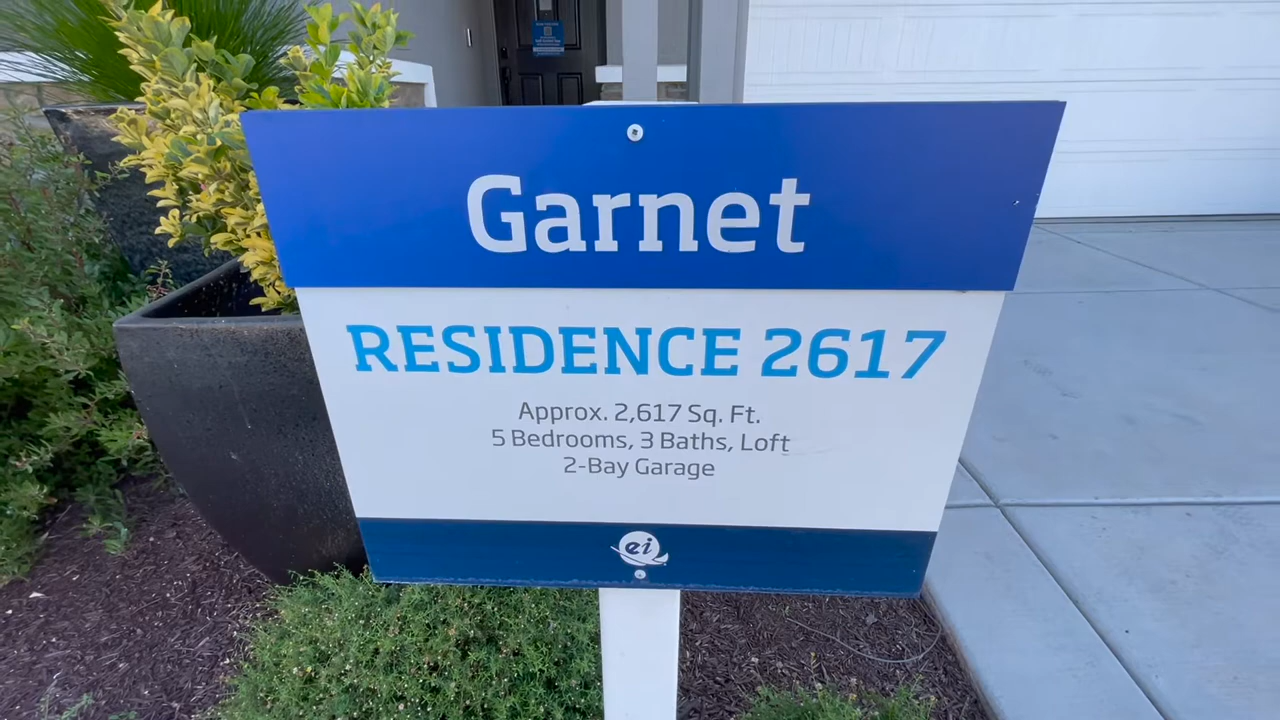 Garnet
RESIDENCE 2617
Approx. 2,617 Sq. Ft.
5 Bedrooms, 3 Baths, Loft
2-Bay Garage
ei